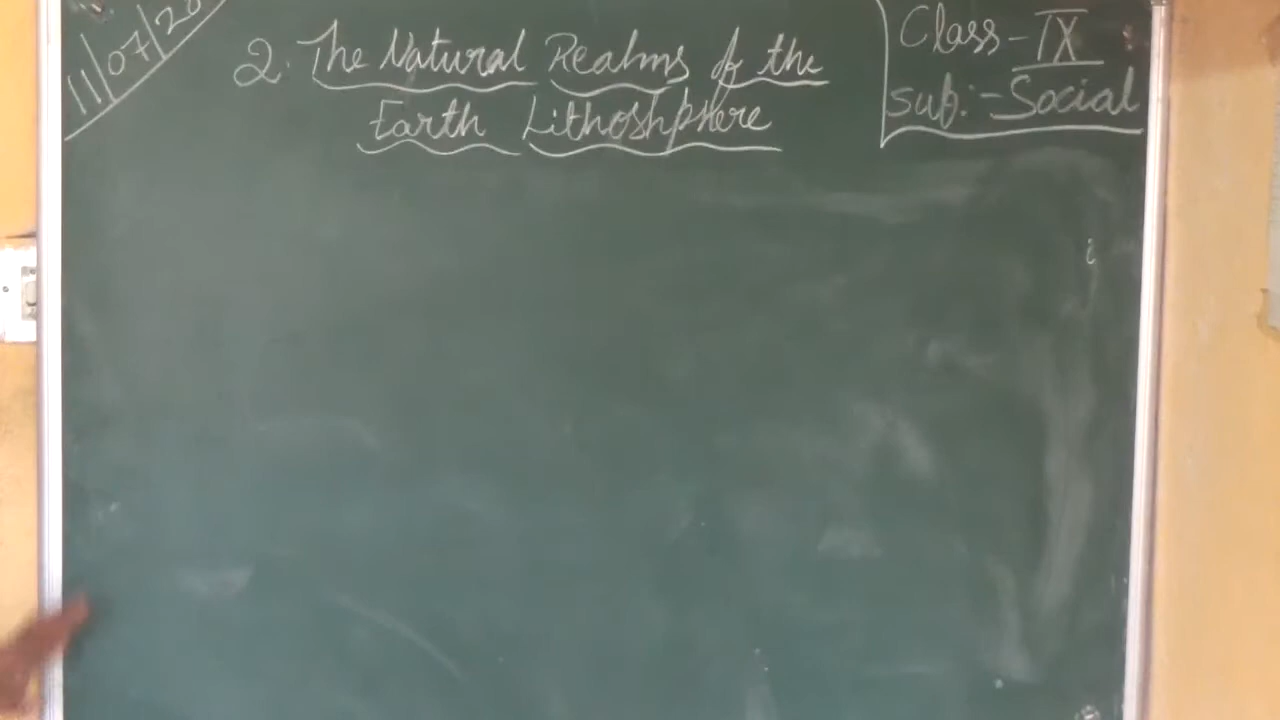 11/07/20
2. The Natural Realms of the
Earth Lithoshphere
Class - IX
Sub:- Social